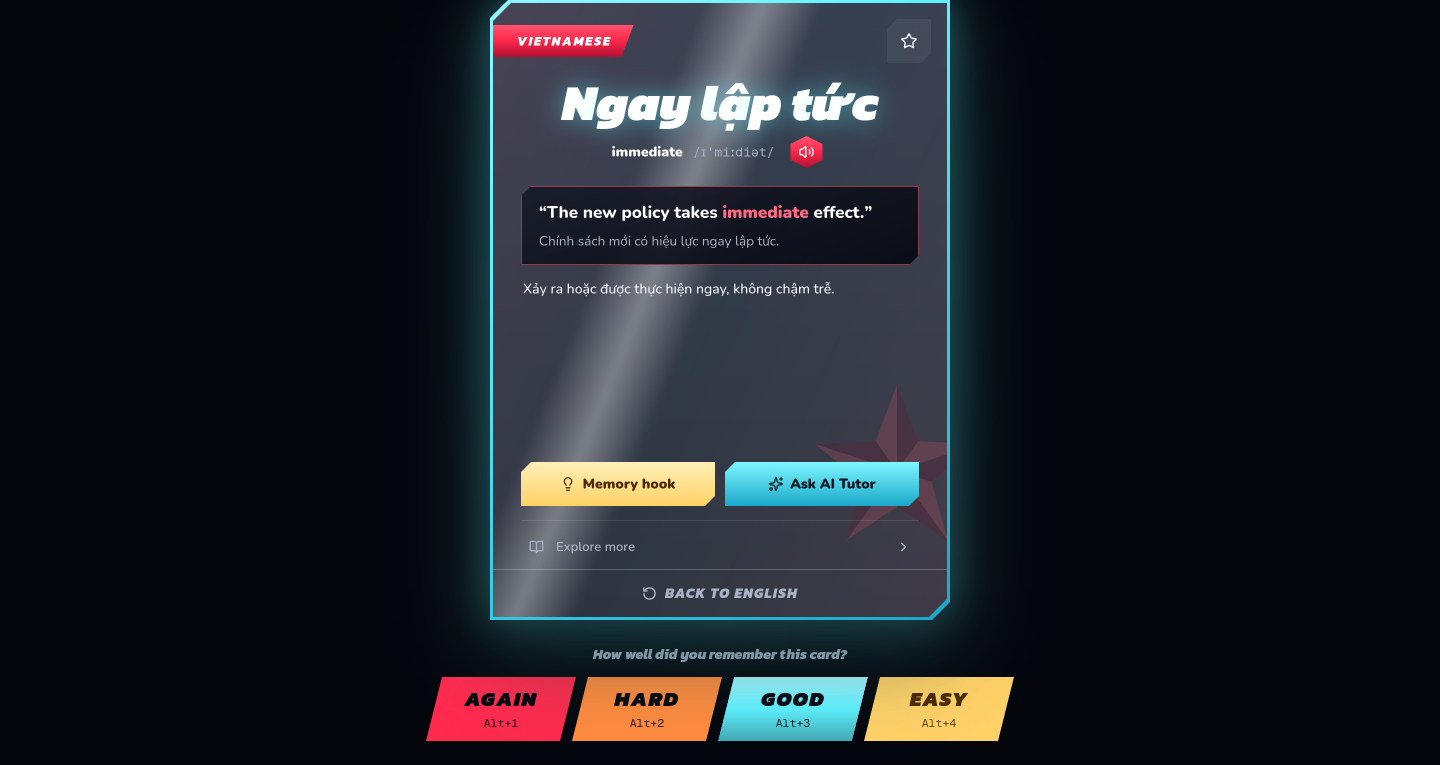 VIETNAMESE
Ngay lập tức
immediate /ɪˈmiːdiət/
“The new policy takes immediate effect.”
Chính sách mới có hiệu lực ngay lập tức.
Xảy ra hoặc được thực hiện ngay, không chậm trễ.
Memory hook
Ask AI Tutor
Explore more
BACK TO ENGLISH
How well did you remember this card?
AGAIN
Alt+1
HARD
Alt+2
GOOD
Alt+3
EASY
Alt+4